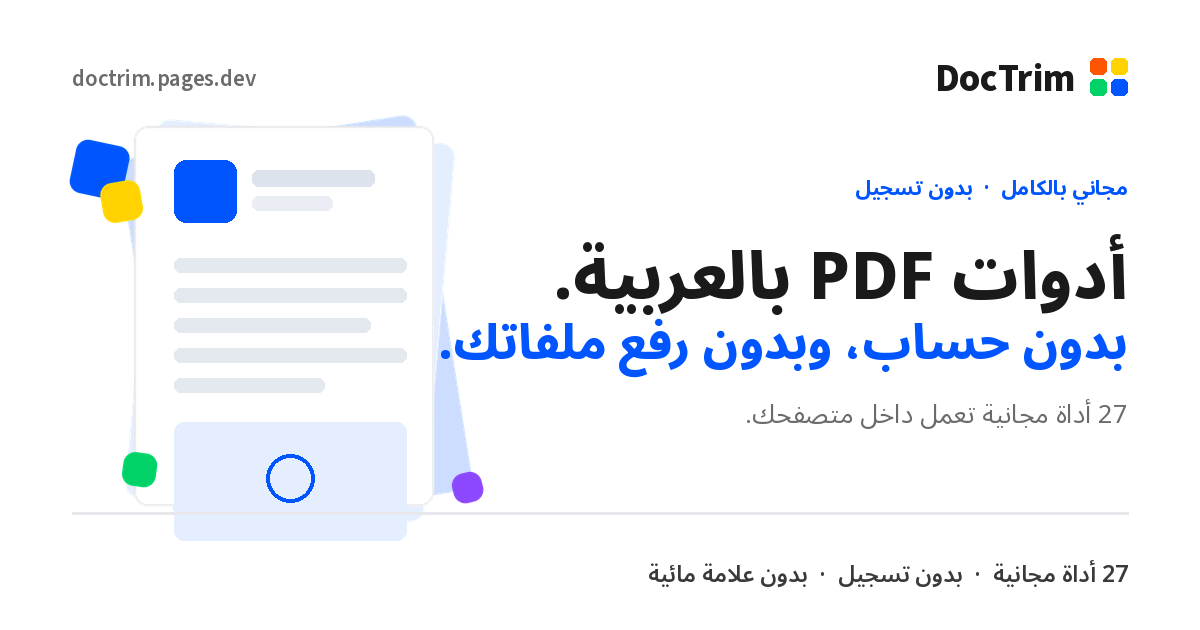 DocTrim
doctrim.pages.dev
مجاني بالكامل · بدون تسجيل
أدوات PDF بالعربية.
بدون حساب، وبدون رفع ملفاتك.
27 أداة مجانية تعمل داخل متصفحك.
27 أداة مجانية · بدون تسجيل · بدون علامة مائية